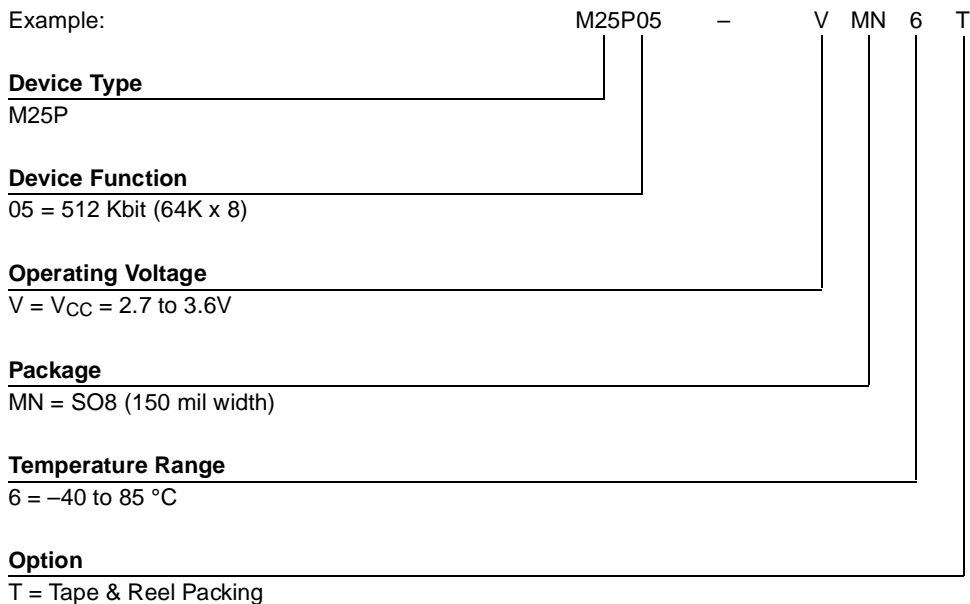 Example: M25P05 – V MN 6 T
Device Type
M25P
Device Function
05 = 512 Kbit (64K x 8)
Operating Voltage
V = VCC = 2.7 to 3.6V
Package
MN = SO8 (150 mil width)
Temperature Range
6 = –40 to 85 °C
Option
T = Tape & Reel Packing